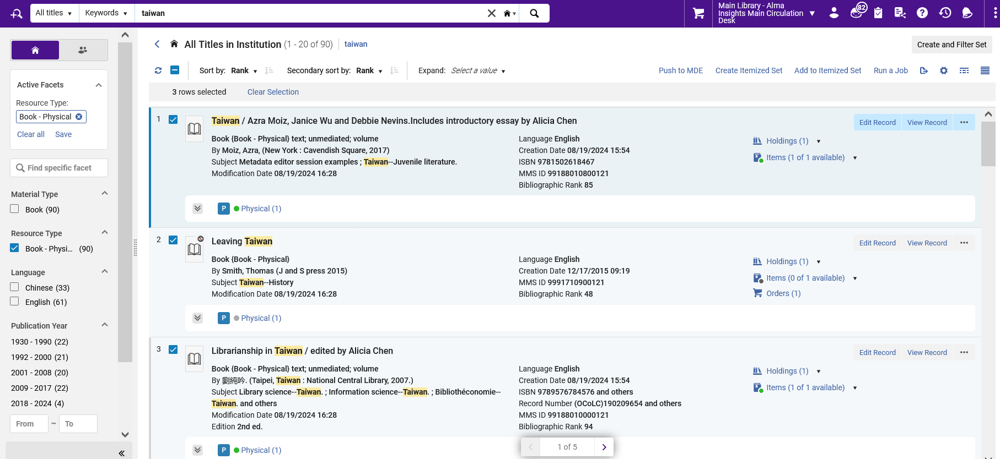 All titles ▾ Keywords ▾ taiwan
Main Library - Alma
Insights Main Circulation
Desk
82
All Titles in Institution (1 - 20 of 90) taiwan
Create and Filter Set
Sort by: Rank Secondary sort by: Rank Expand: Select a value
Push to MDE Create Itemized Set Add to Itemized Set Run a Job
3 rows selected Clear Selection
Active Facets
Resource Type:
Book - Physical
Clear all Save
Find specific facet
Material Type
Book (90)
Resource Type
Book - Physi... (90)
Language
Chinese (33)
English (61)
Publication Year
1930 - 1990 (22)
1992 - 2000 (21)
2001 - 2008 (20)
2009 - 2017 (22)
2018 - 2024 (4)
From – To
1 Taiwan / Azra Moiz, Janice Wu and Debbie Nevins.Includes introductory essay by Alicia Chen
Edit Record View Record
Book {Book - Physical} text; unmediated; volume
By Moiz, Azra, (New York : Cavendish Square, 2017)
Subject Metadata editor session examples ; Taiwan--Juvenile literature.
Modification Date 08/19/2024 16:28
Language English
Creation Date 08/19/2024 15:54
ISBN 9781502618467
MMS ID 99188010800121
Bibliographic Rank 85
Holdings (1)
Items (1 of 1 available)
P Physical (1)
2 Leaving Taiwan
Edit Record View Record
Book {Book - Physical}
By Smith, Thomas (J and S press 2015)
Subject Taiwan--History
Modification Date 08/19/2024 16:28
Language English
Creation Date 12/17/2015 09:19
MMS ID 9991710900121
Bibliographic Rank 48
Holdings (1)
Items (0 of 1 available)
Orders (1)
P Physical (1)
3 Librarianship in Taiwan / edited by Alicia Chen
Edit Record View Record
Book {Book - Physical} text; unmediated; volume
By 劉純吟. (Taipei, Taiwan : National Central Library, 2007.)
Subject Library science--Taiwan. ; Information science--Taiwan. ; Bibliothéconomie--
Taiwan. and others
Modification Date 08/19/2024 16:28
Edition 2nd ed.
Language English
Creation Date 08/19/2024 15:54
ISBN 9789576784576 and others
Record Number (OCoLC)190209654 and others
MMS ID 99188010000121
Bibliographic Rank 94
Holdings (1)
Items (1 of 1 available)
P Physical (1)
1 of 5